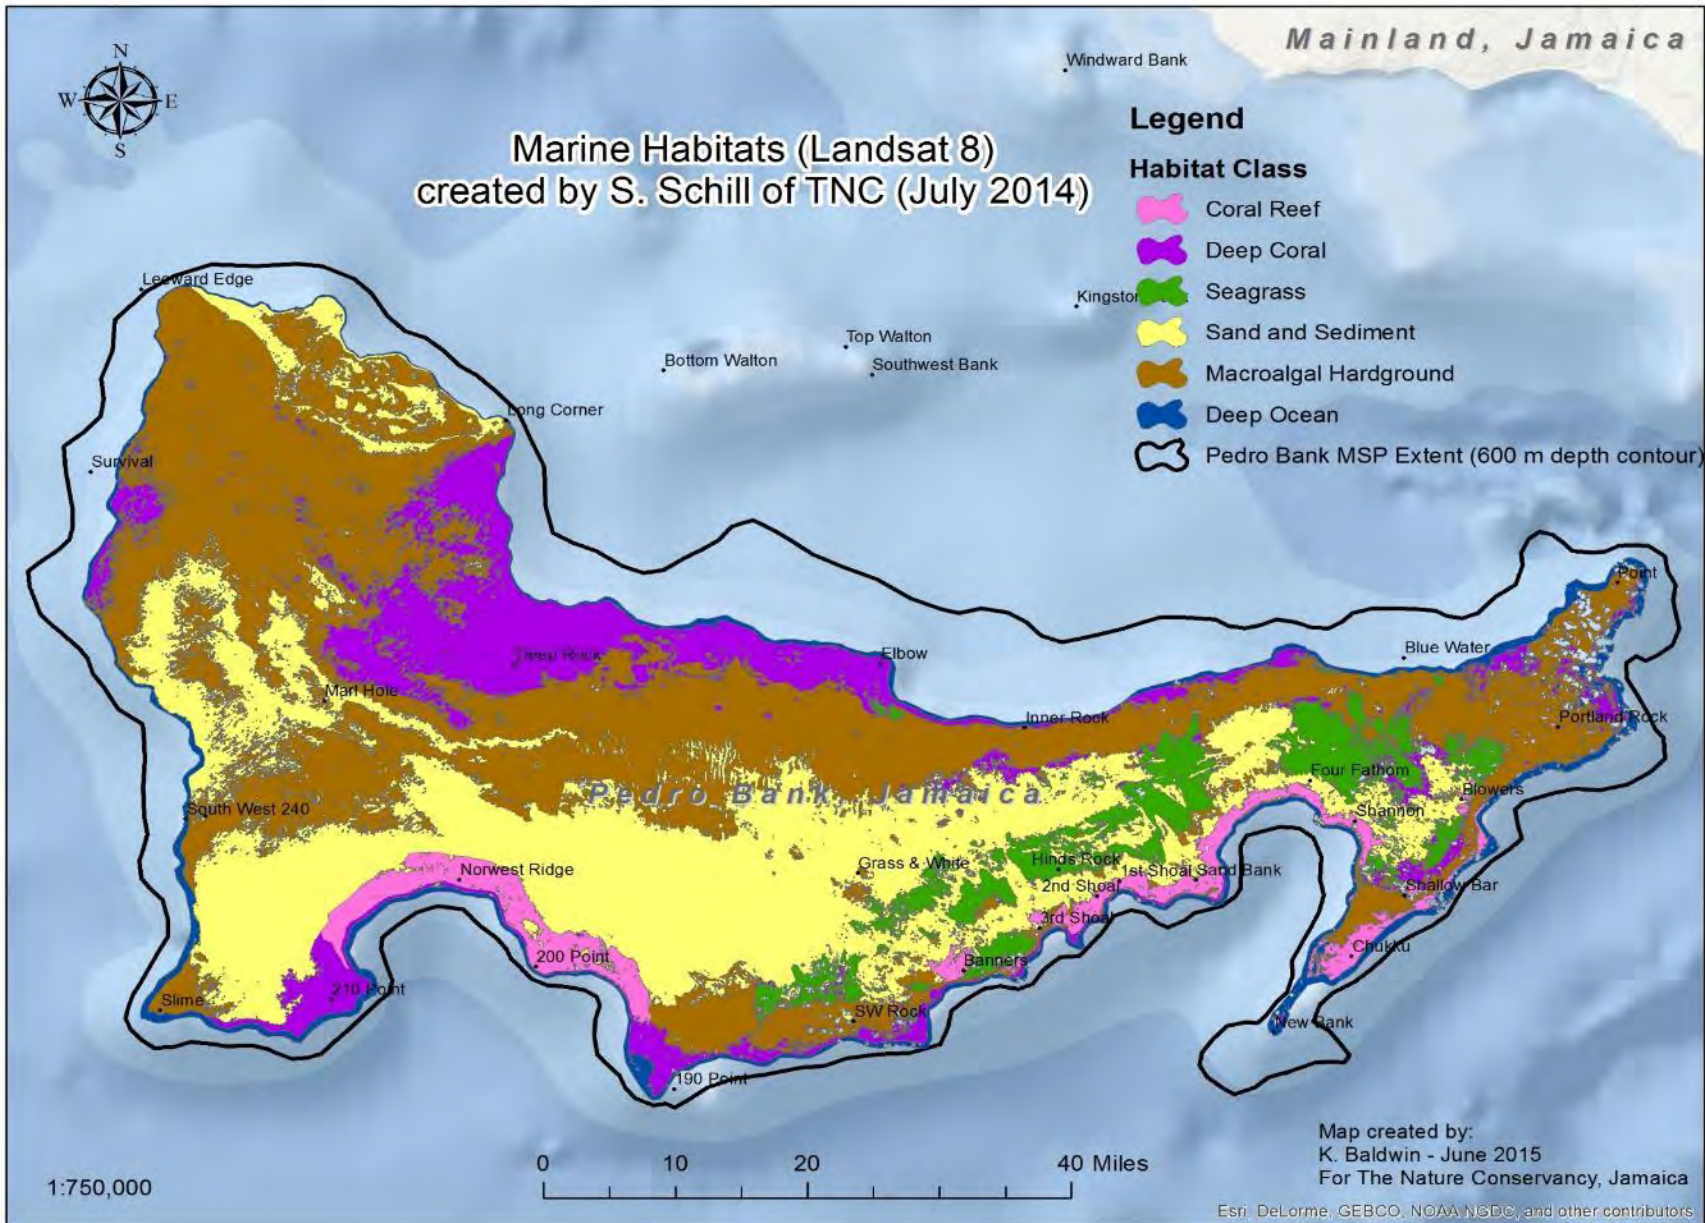 Mainland, Jamaica
Windward Bank
N
W E
S
Marine Habitats (Landsat 8)
created by S. Schill of TNC (July 2014)
Legend
Habitat Class
Coral Reef
Deep Coral
Seagrass
Sand and Sediment
Macroalgal Hardground
Deep Ocean
Pedro Bank MSP Extent (600 m depth contour)
Leeward Edge
Kingston
Top Walton
Bottom Walton
Southwest Bank
Long Corner
Survival
Point
Blue Water
Elbow
Deep Rock
Marl Hole
Inner Rock
Portland Rock
Four Fathom
Pedro Bank, Jamaica
Blowers
South West 240
Shannon
Norwest Ridge
Grass & White
Hinds Rock
1st Shoal
Sand Bank
2nd Shoal
Shallow Bar
3rd Shoal
Chukku
200 Point
Banners
210 Point
Slime
SW Rock
New Bank
190 Point
0 10 20 40 Miles
1:750,000
Map created by:
K. Baldwin - June 2015
For The Nature Conservancy, Jamaica
Esri, DeLorme, GEBCO, NOAA NGDC, and other contributors